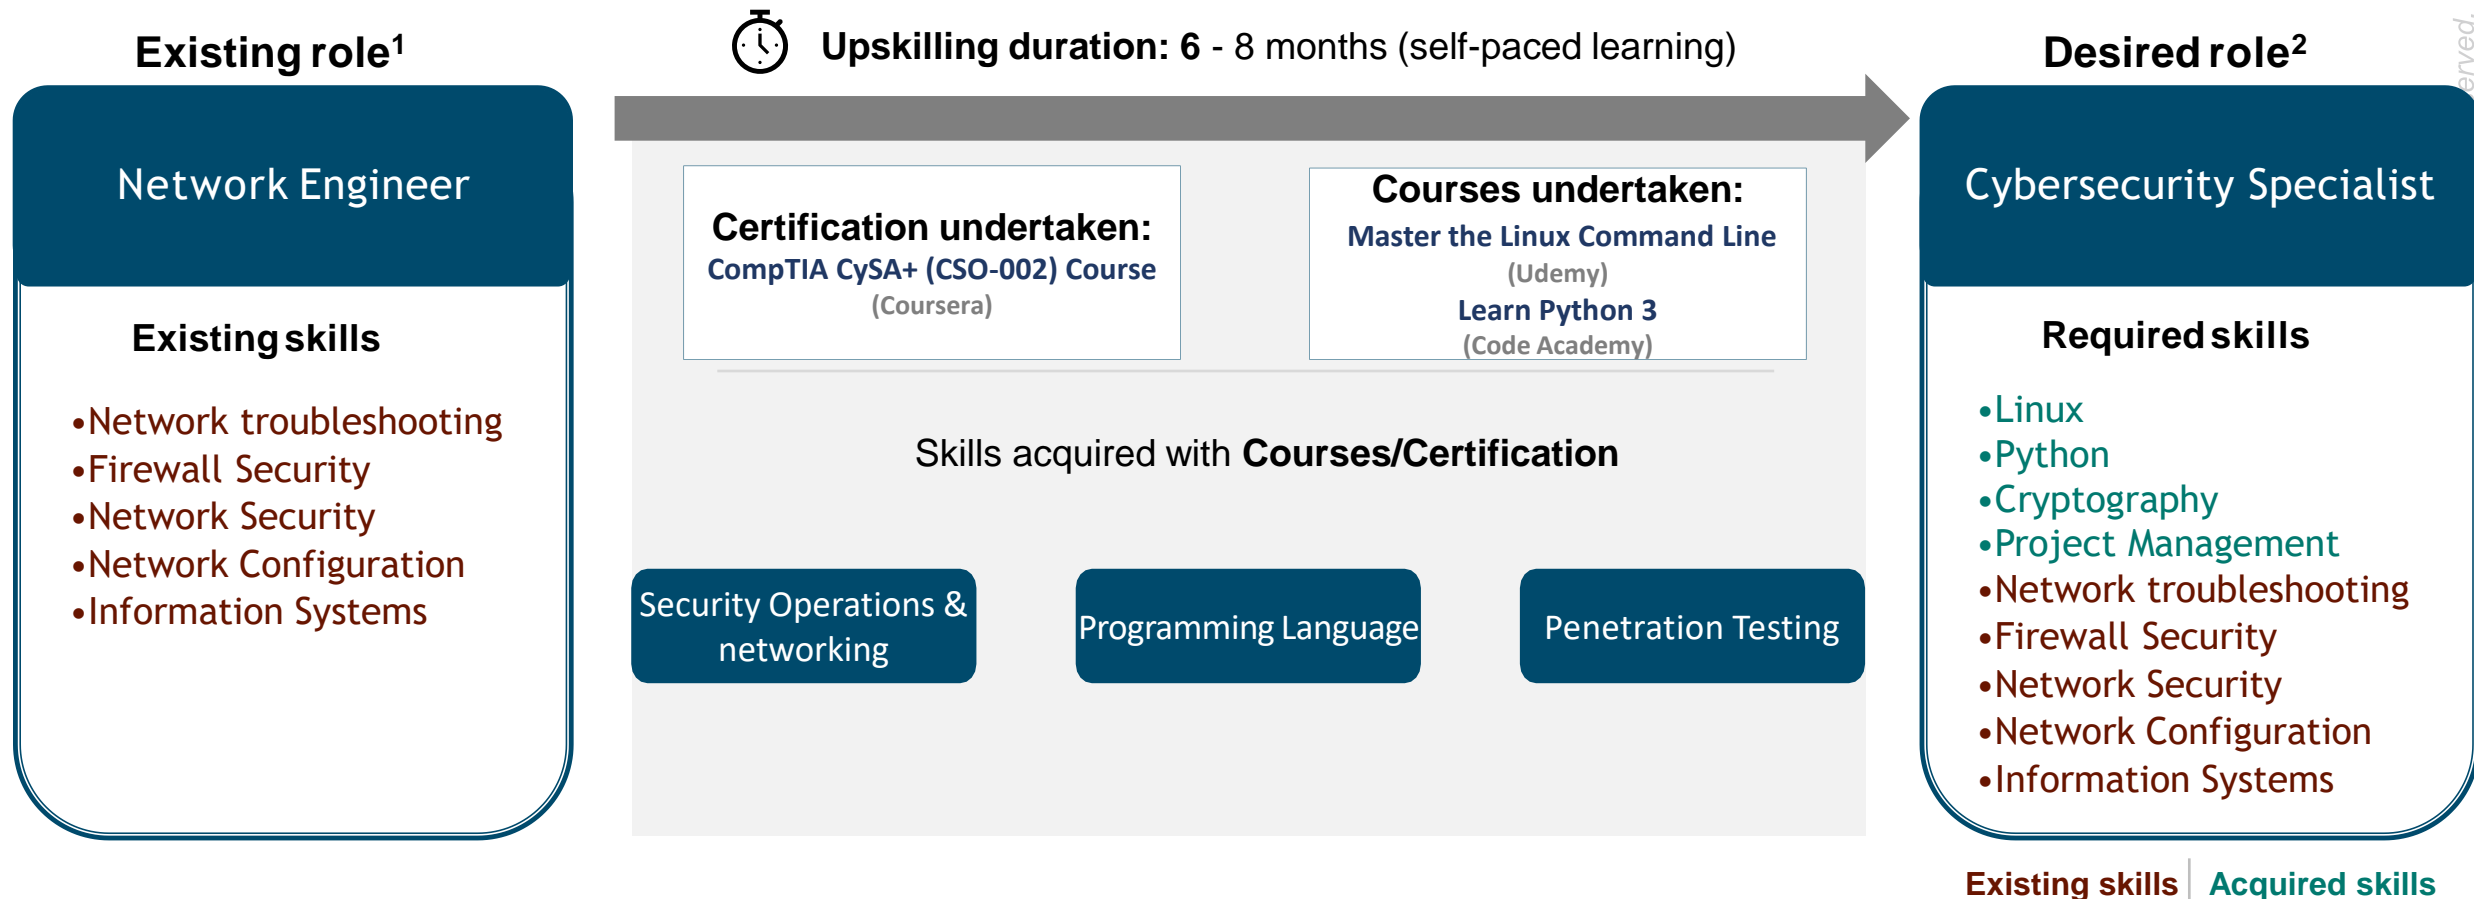 Existing role¹
Upskilling duration: 6 - 8 months (self-paced learning)
Desired role²
Network Engineer
Existing skills
•Network troubleshooting
•Firewall Security
•Network Security
•Network Configuration
•Information Systems
Certification undertaken:
CompTIA CySA+ (CSO-002) Course
(Coursera)
Courses undertaken:
Master the Linux Command Line
(Udemy)
Learn Python 3
(Code Academy)
Skills acquired with Courses/Certification
Security Operations &
networking
Programming Language
Penetration Testing
Cybersecurity Specialist
Required skills
•Linux
•Python
•Cryptography
•Project Management
•Network troubleshooting
•Firewall Security
•Network Security
•Network Configuration
•Information Systems
Existing skills
Acquired skills